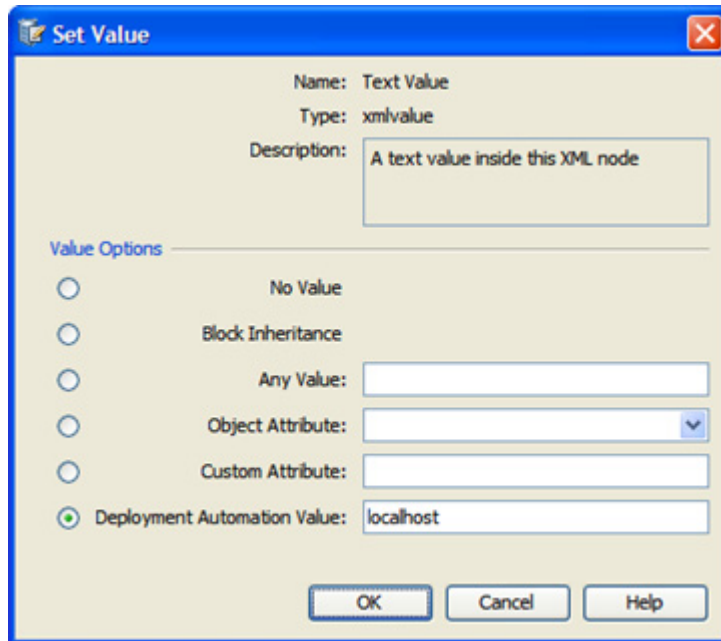 Set Value
Name: Text Value
Type: xmlvalue
Description: A text value inside this XML node
Value Options
No Value
Block Inheritance
Any Value:
Object Attribute:
Custom Attribute:
Deployment Automation Value: localhost
OK Cancel Help